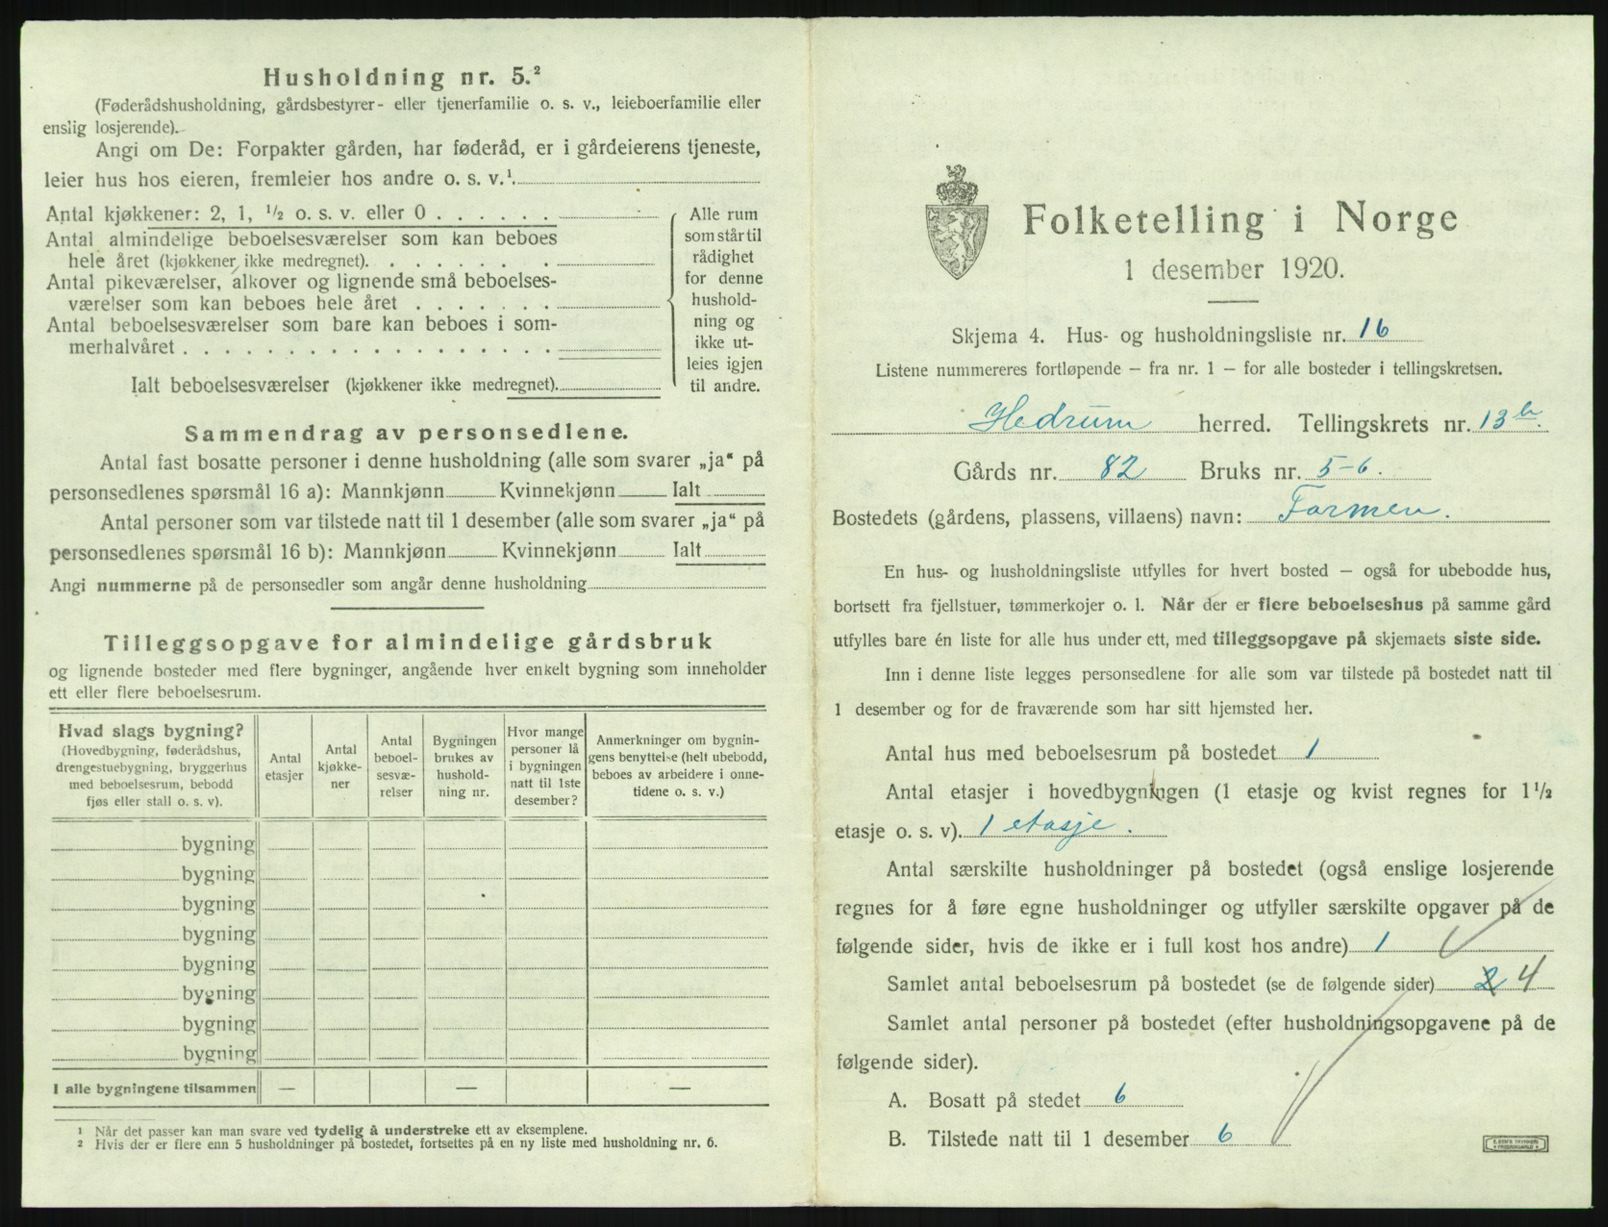 Husholdning nr. 5.²
(Føderådshusholdning, gårdsbestyrer- eller tjenerfamilie o. s. v., leieboerfamilie eller
enslig losjerende).
Angi om De: Forpakter gården, har føderåd, er i gårdeierens tjeneste,
leier hus hos eieren, fremleier hos andre o. s. v.¹
Antal kjøkkener: 2, 1, ½ o. s. v. eller 0
Antal almindelige beboelsesværelser som kan beboes
hele året (kjøkkener ikke medregnet).
Antal pikeværelser, alkover og lignende små beboelses-
værelser som kan beboes hele året
Antal beboelsesværelser som bare kan beboes i som-
merhalvåret
Ialt beboelsesværelser (kjøkkener ikke medregnet).
Alle rum
som står til
rådighet
for denne
hushold-
ning og
ikke ut-
leies igjen
til andre.
Sammendrag av personsedlene.
Antal fast bosatte personer i denne husholdning (alle som svarer „ja“ på
personsedlenes spørsmål 16 a): Mannkjønn Kvinnekjønn Ialt
Antal personer som var tilstede natt til 1 desember (alle som svarer „ja“ på
personsedlenes spørsmål 16 b): Mannkjønn Kvinnekjønn Ialt
Angi nummerne på de personsedler som angår denne husholdning
Tilleggsopgave for almindelige gårdsbruk
og lignende bosteder med flere bygninger, angående hver enkelt bygning som inneholder
ett eller flere beboelsesrum.
Hvad slags bygning?
(Hovedbygning, føderådshus,
drengestuebygning, bryggerhus
med beboelsesrum, bebodd
fjøs eller stall o. s. v).
Antal
etasjer
Antal
kjøkke-
ner
Antal
beboel-
sesvæ-
relser
Bygningen
brukes av
hushold-
ning nr.
Hvor mange
personer lå
i bygningen
natt til 1ste
desember?
Anmerkninger om bygnin-
gens benyttelse (helt ubebodd,
beboes av arbeidere i onne-
tidene o. s. v.)
bygning
bygning
bygning
bygning
bygning
bygning
bygning
bygning
I alle bygningene tilsammen — — —
¹ Når det passer kan man svare ved tydelig å understreke ett av eksemplene.
² Hvis der er flere enn 5 husholdninger på bostedet, fortsettes på en ny liste med husholdning nr. 6.
Folketelling i Norge
1 desember 1920.
Skjema 4. Hus- og husholdningsliste nr. 16
Listene nummereres fortløpende – fra nr. 1 – for alle bosteder i tellingskretsen.
Hedrum herred. Tellingskrets nr. 13 b.
Gårds nr. 82 Bruks nr. 5-6.
Bostedets (gårdens, plassens, villaens) navn: Farmen.
En hus- og husholdningsliste utfylles for hvert bosted – også for ubebodde hus,
bortsett fra fjellstuer, tømmerkojer o. l. Når der er flere beboelseshus på samme gård
utfylles bare én liste for alle hus under ett, med tilleggsopgave på skjemaets siste side.
Inn i denne liste legges personsedlene for alle som var tilstede på bostedet natt til
1 desember og for de fraværende som har sitt hjemsted her.
Antal hus med beboelsesrum på bostedet 1
Antal etasjer i hovedbygningen (1 etasje og kvist regnes for 1½
etasje o. s. v). 1 etasje.
Antal særskilte husholdninger på bostedet (også enslige losjerende
regnes for å føre egne husholdninger og utfyller særskilte opgaver på de
følgende sider, hvis de ikke er i full kost hos andre) 1
Samlet antal beboelsesrum på bostedet (se de følgende sider) 2 4
Samlet antal personer på bostedet (efter husholdningsopgavene på de
følgende sider).
A. Bosatt på stedet 6
B. Tilstede natt til 1 desember 6